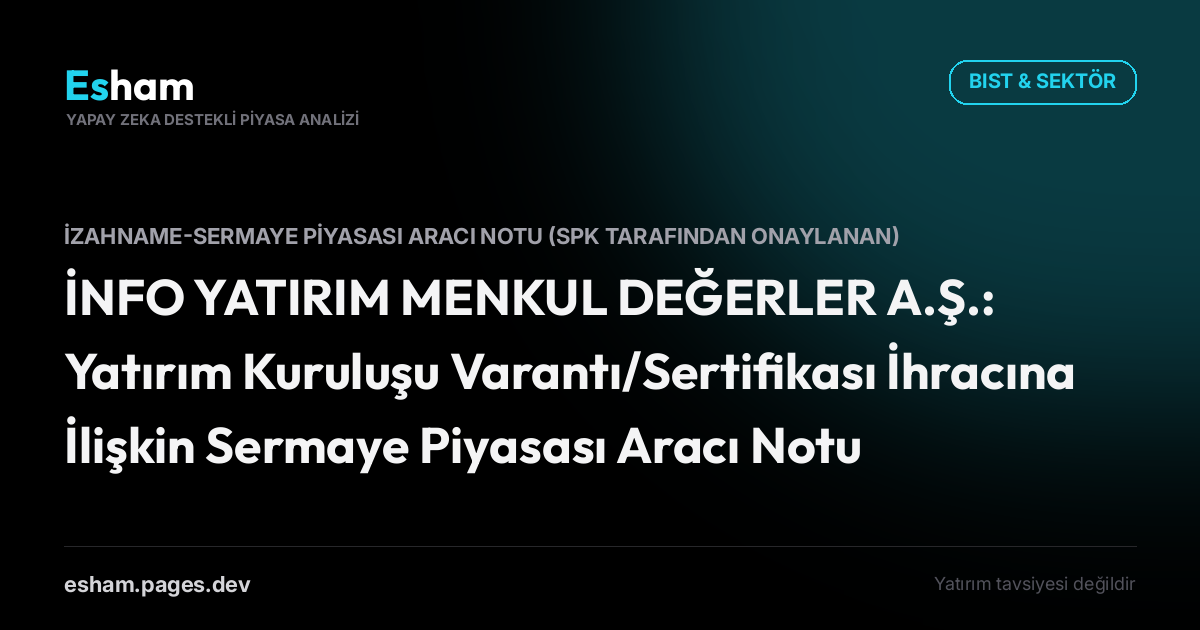 Esham
YAPAY ZEKA DESTEKLİ PİYASA ANALİZİ
BIST & SEKTÖR
İZAHNAME-SERMAYE PİYASASI ARACI NOTU (SPK TARAFINDAN ONAYLANAN)
İNFO YATIRIM MENKUL DEĞERLER A.Ş.:
Yatırım Kuruluşu Varantı/Sertifikası İhracına
İlişkin Sermaye Piyasası Aracı Notu
esham.pages.dev
Yatırım tavsiyesi değildir